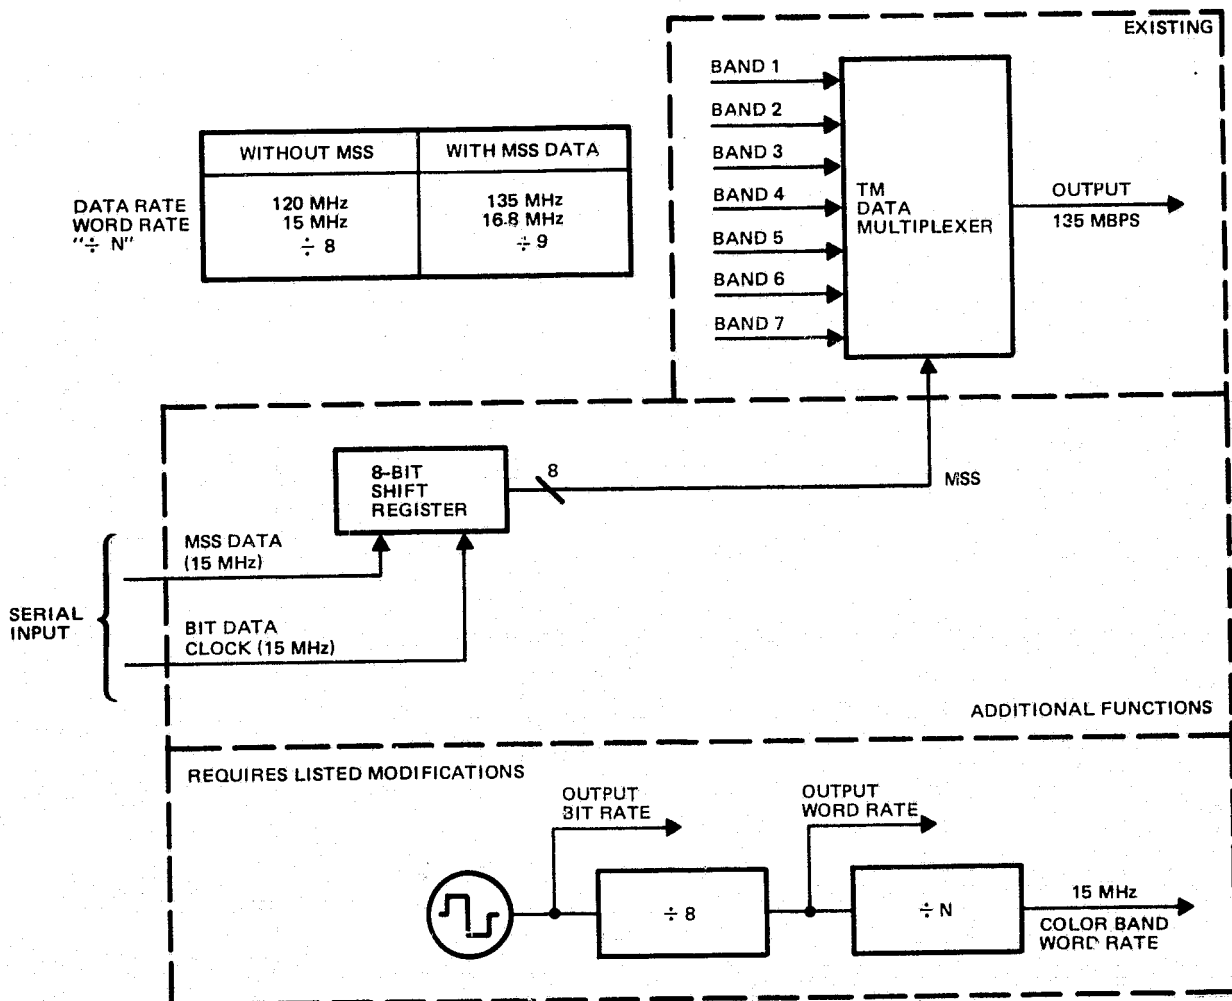 EXISTING
BAND 1
BAND 2
BAND 3
BAND 4
BAND 5
BAND 6
BAND 7
TM
DATA
MULTIPLEXER
OUTPUT
135 MBPS
WITHOUT MSS
WITH MSS DATA
DATA RATE 120 MHz 135 MHz
WORD RATE 15 MHz 16.8 MHz
"÷ N" ÷ 8 ÷ 9
8-BIT
SHIFT
REGISTER
8
MSS
MSS DATA
(15 MHz)
SERIAL
INPUT
BIT DATA
CLOCK (15 MHz)
ADDITIONAL FUNCTIONS
REQUIRES LISTED MODIFICATIONS
OUTPUT
BIT RATE
OUTPUT
WORD RATE
÷ 8
÷ N
15 MHz
COLOR BAND
WORD RATE